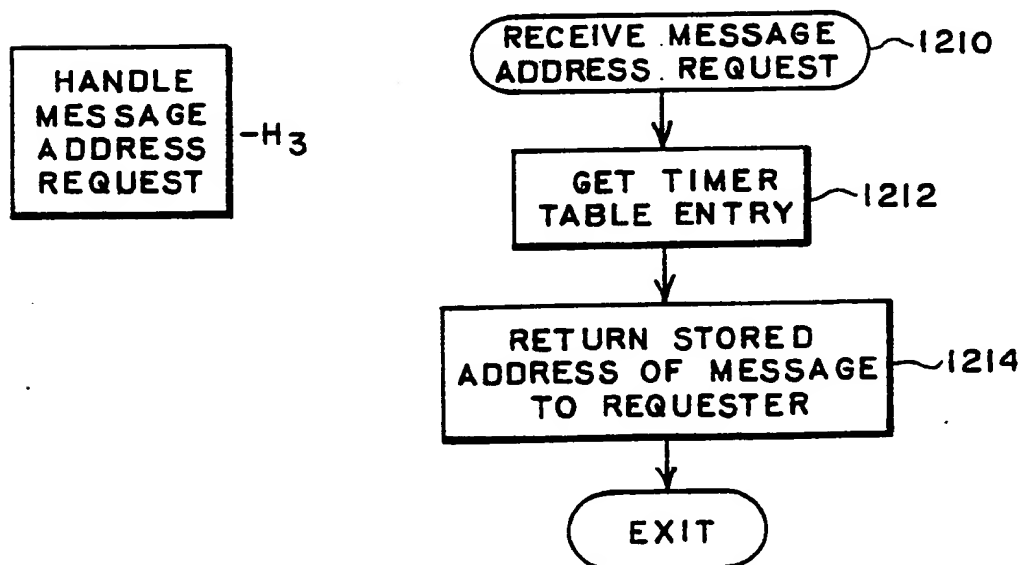 HANDLE
MESSAGE
ADDRESS
REQUEST
-H3
RECEIVE MESSAGE
ADDRESS REQUEST
1210
GET TIMER
TABLE ENTRY
1212
RETURN STORED
ADDRESS OF MESSAGE
TO REQUESTER
1214
EXIT